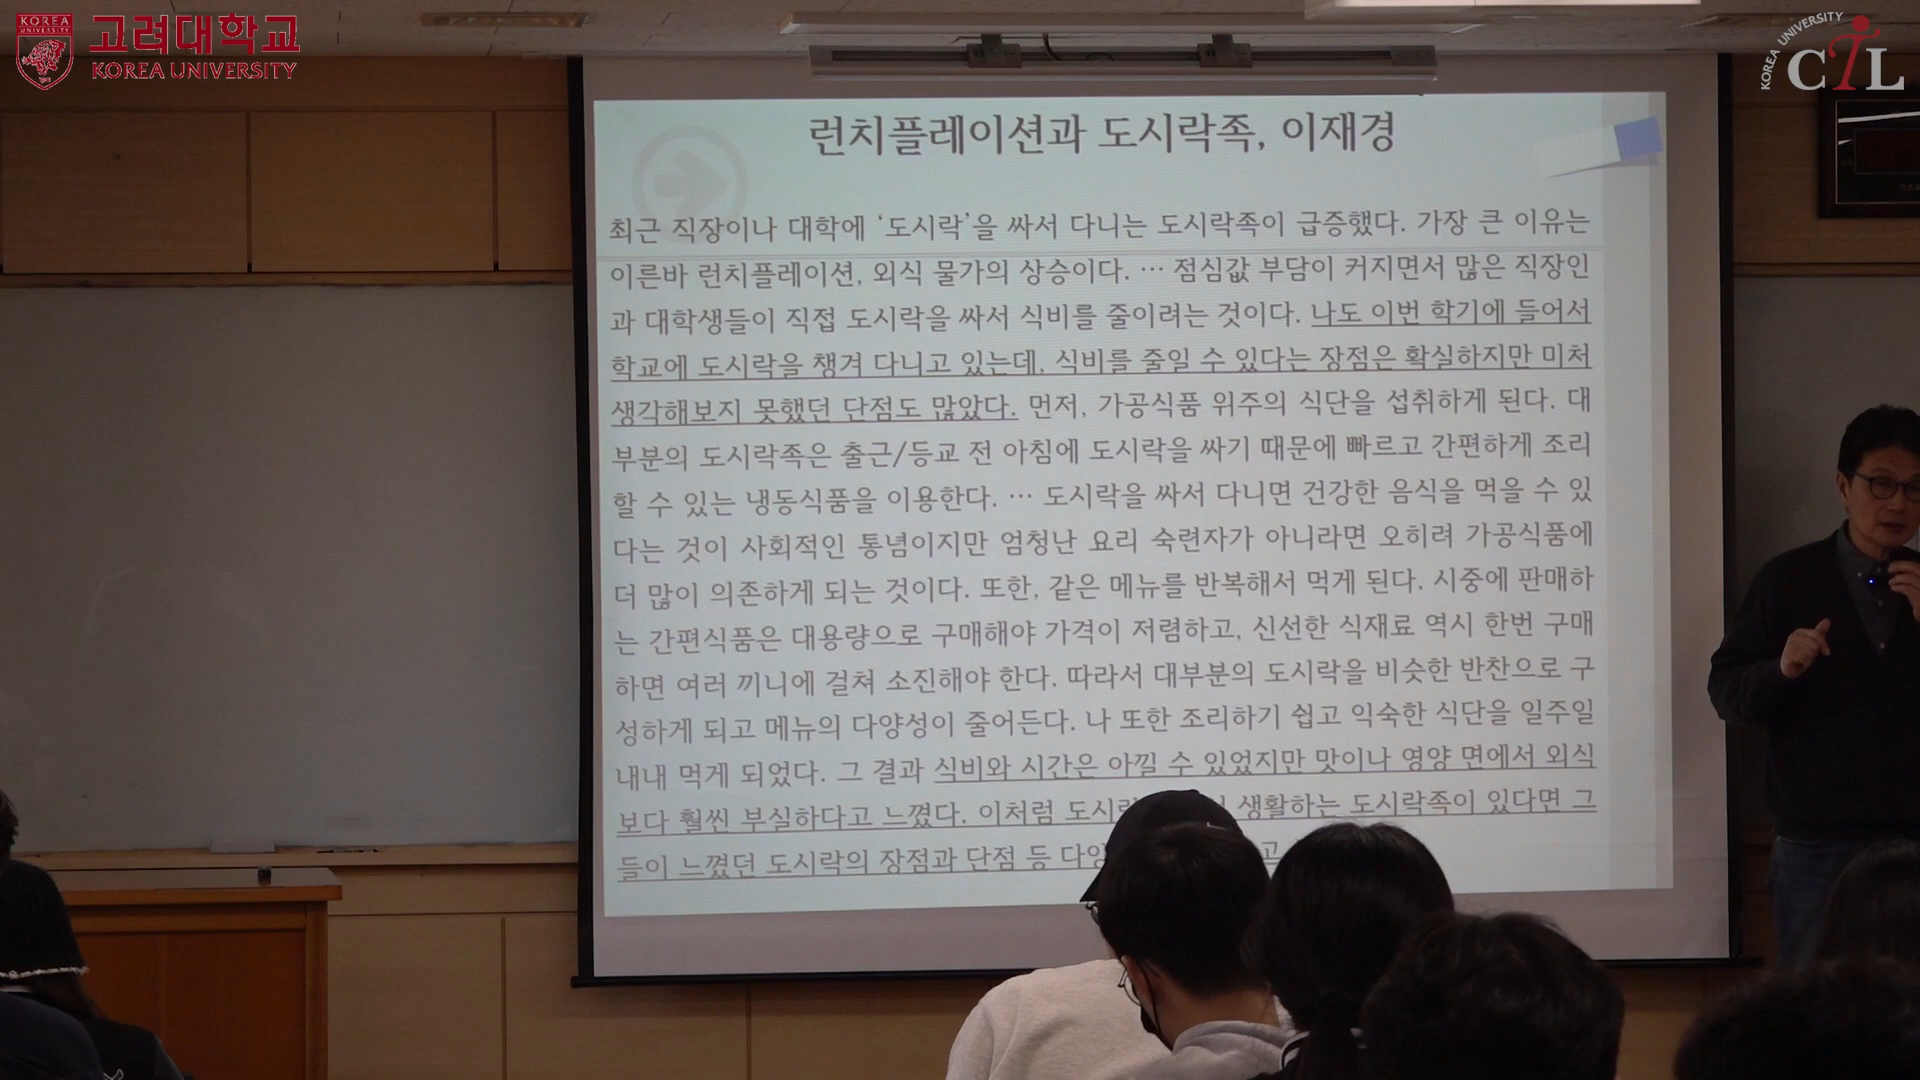 KOREA UNIVERSITY
고려대학교
KOREA UNIVERSITY
KOREA UNIVERSITY
CTL
런치플레이션과 도시락족, 이재경
최근 직장이나 대학에 ‘도시락’을 싸서 다니는 도시락족이 급증했다. 가장 큰 이유는
이른바 런치플레이션, 외식 물가의 상승이다. … 점심값 부담이 커지면서 많은 직장인
과 대학생들이 직접 도시락을 싸서 식비를 줄이려는 것이다. 나도 이번 학기에 들어서
학교에 도시락을 챙겨 다니고 있는데, 식비를 줄일 수 있다는 장점은 확실하지만 미처
생각해보지 못했던 단점도 많았다. 먼저, 가공식품 위주의 식단을 섭취하게 된다. 대
부분의 도시락족은 출근/등교 전 아침에 도시락을 싸기 때문에 빠르고 간편하게 조리
할 수 있는 냉동식품을 이용한다. … 도시락을 싸서 다니면 건강한 음식을 먹을 수 있
다는 것이 사회적인 통념이지만 엄청난 요리 숙련자가 아니라면 오히려 가공식품에
더 많이 의존하게 되는 것이다. 또한, 같은 메뉴를 반복해서 먹게 된다. 시중에 판매하
는 간편식품은 대용량으로 구매해야 가격이 저렴하고, 신선한 식재료 역시 한번 구매
하면 여러 끼니에 걸쳐 소진해야 한다. 따라서 대부분의 도시락을 비슷한 반찬으로 구
성하게 되고 메뉴의 다양성이 줄어든다. 나 또한 조리하기 쉽고 익숙한 식단을 일주일
내내 먹게 되었다. 그 결과 식비와 시간은 아낄 수 있었지만 맛이나 영양 면에서 외식
보다 훨씬 부실하다고 느꼈다. 이처럼 생활하는 도시락족이 있다면 그
들이 느꼈던 도시락의 장점과 단점 등